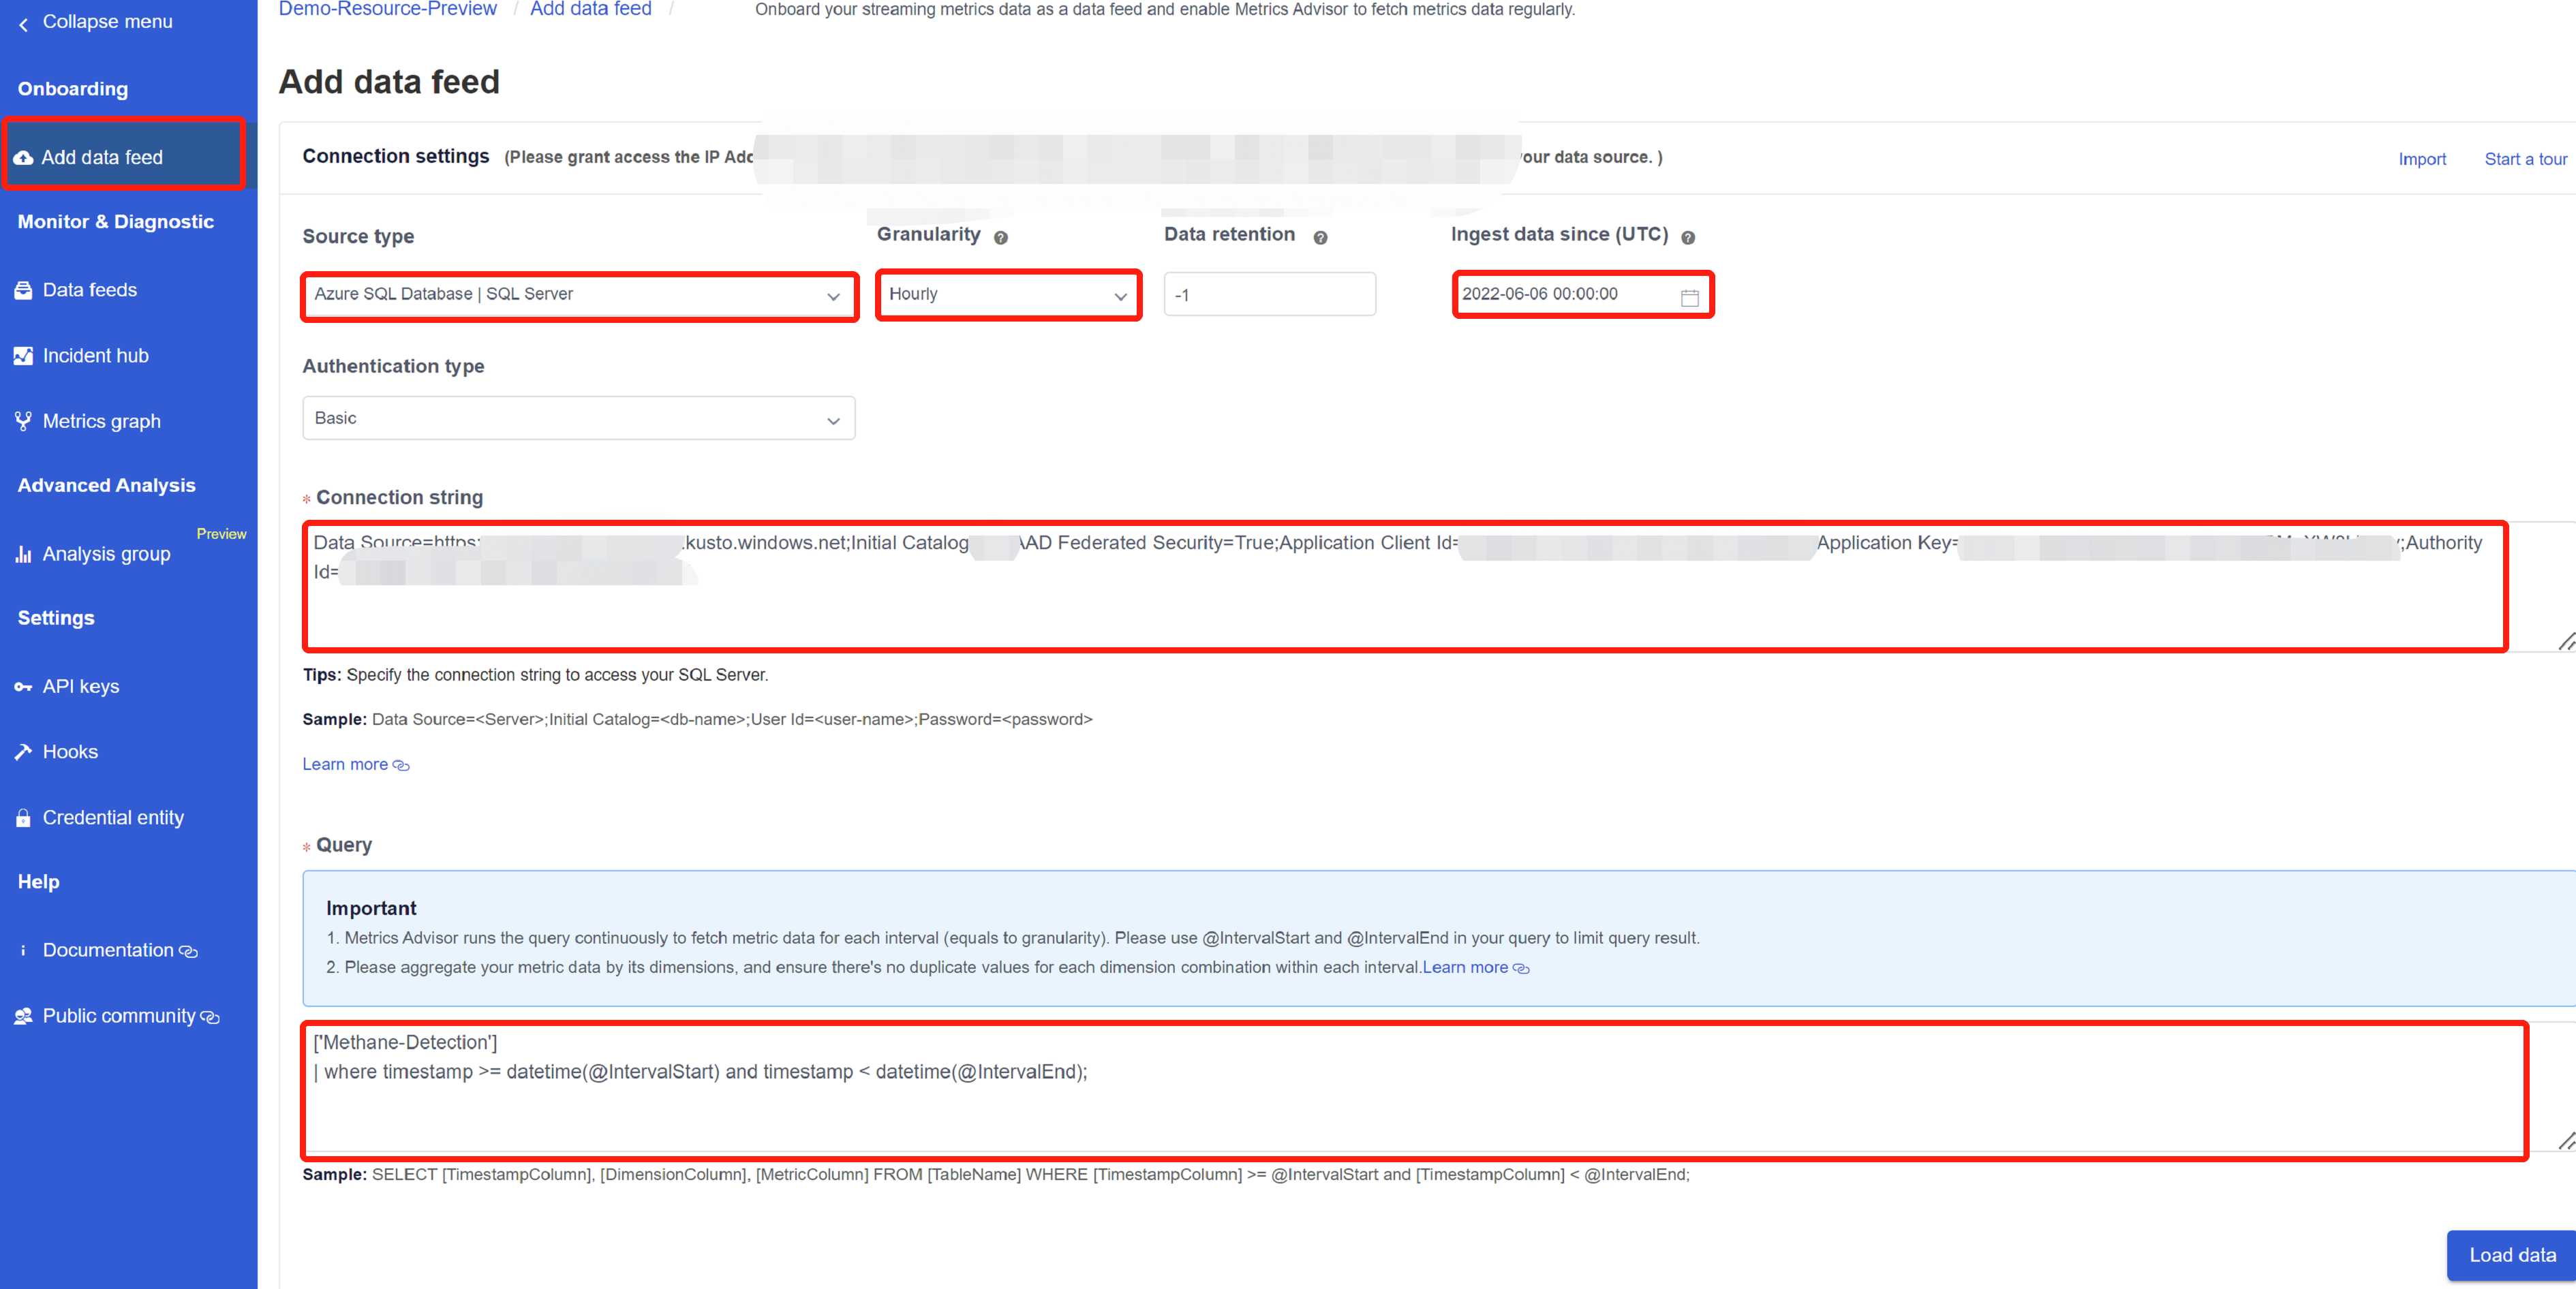 Collapse menu
Onboarding
Add data feed
Monitor & Diagnostic
Data feeds
Incident hub
Metrics graph
Advanced Analysis
Preview
Analysis group
Settings
API keys
Hooks
Credential entity
Help
Documentation
Public community
Demo-Resource-Preview / Add data feed / Onboard your streaming metrics data as a data feed and enable Metrics Advisor to fetch metrics data regularly.
Add data feed
Connection settings (Please grant access the IP our data source. )
Import Start a tour
Source type Granularity Data retention Ingest data since (UTC)
Azure SQL Database | SQL Server Hourly -1 2022-06-06 00:00:00
Authentication type
Basic
* Connection string
Data Source=https: .kusto.windows.net;Initial Catalog AAD Federated Security=True;Application Client Id= Application Key= ;Authority
Id=
Tips: Specify the connection string to access your SQL Server.
Sample: Data Source=<Server>;Initial Catalog=<db-name>;User Id=<user-name>;Password=<password>
Learn more
* Query
Important
1. Metrics Advisor runs the query continuously to fetch metric data for each interval (equals to granularity). Please use @IntervalStart and @IntervalEnd in your query to limit query result.
2. Please aggregate your metric data by its dimensions, and ensure there's no duplicate values for each dimension combination within each interval.Learn more
['Methane-Detection']
| where timestamp >= datetime(@IntervalStart) and timestamp < datetime(@IntervalEnd);
Sample: SELECT [TimestampColumn], [DimensionColumn], [MetricColumn] FROM [TableName] WHERE [TimestampColumn] >= @IntervalStart and [TimestampColumn] < @IntervalEnd;
Load data